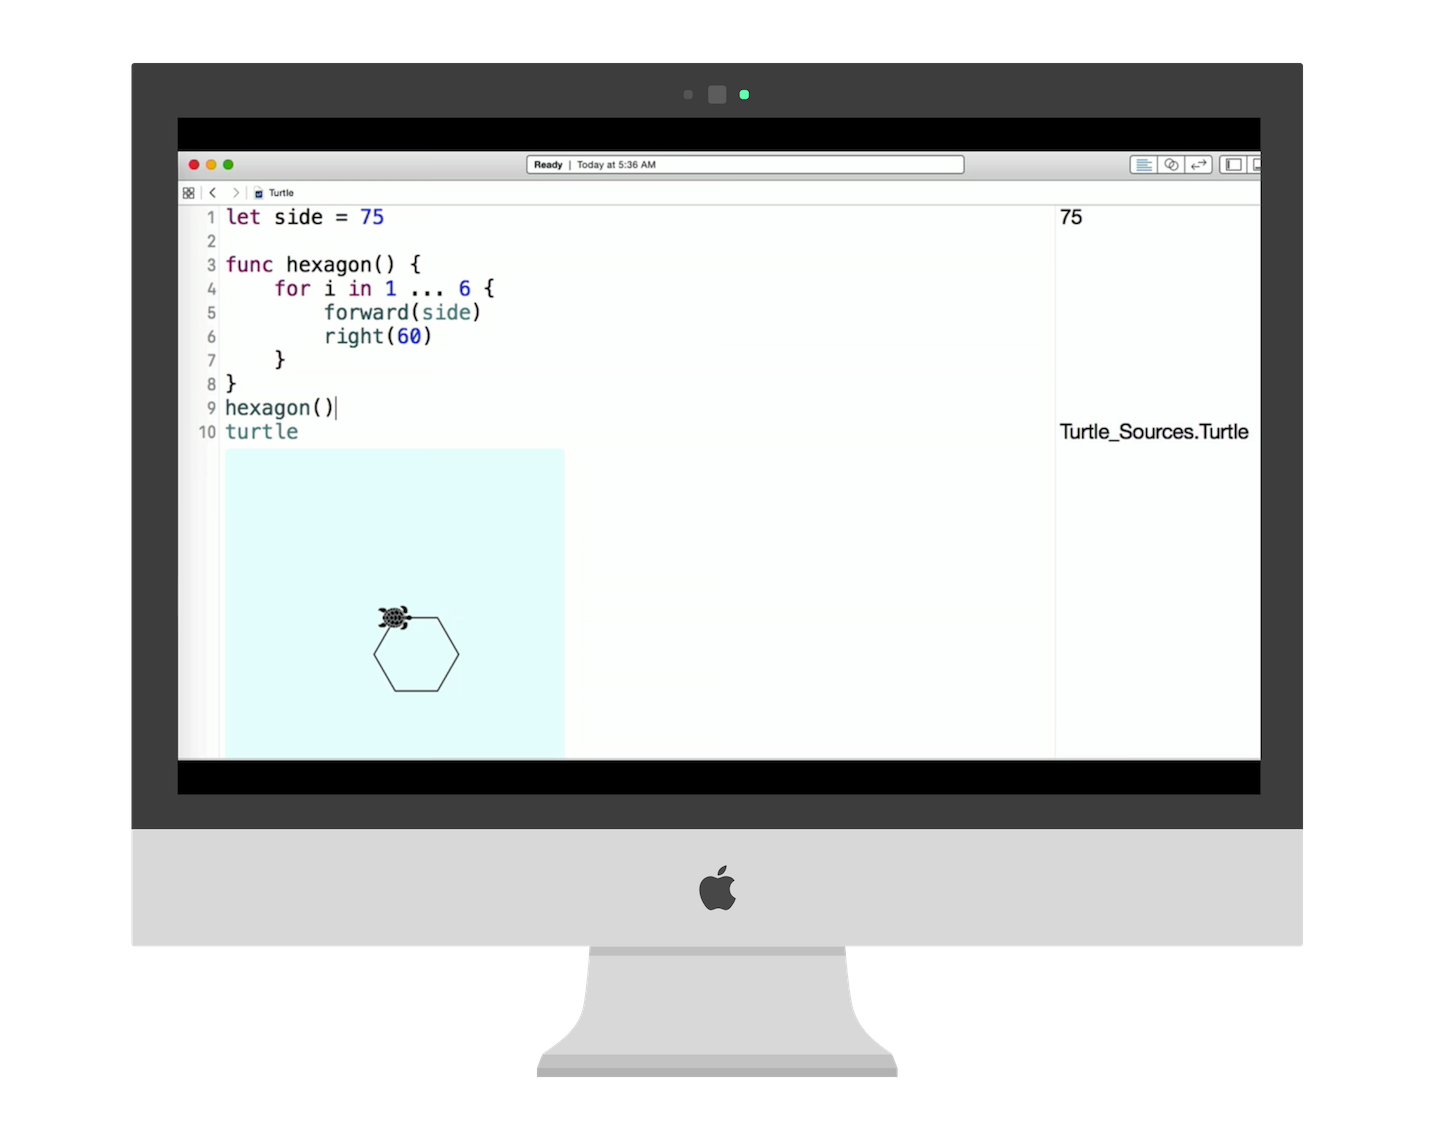 Ready | Today at 5:36 AM
Turtle
1 let side = 75 75
2
3 func hexagon() {
4 for i in 1 ... 6 {
5 forward(side)
6 right(60)
7 }
8 }
9 hexagon()
10 turtle Turtle_Sources.Turtle